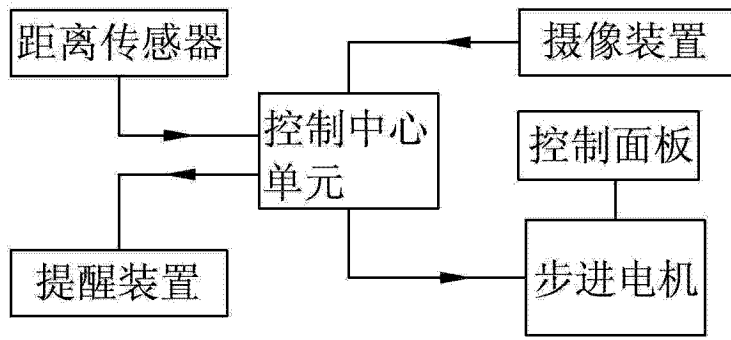 距离传感器
摄像装置
控制中心
单元
控制面板
提醒装置
步进电机